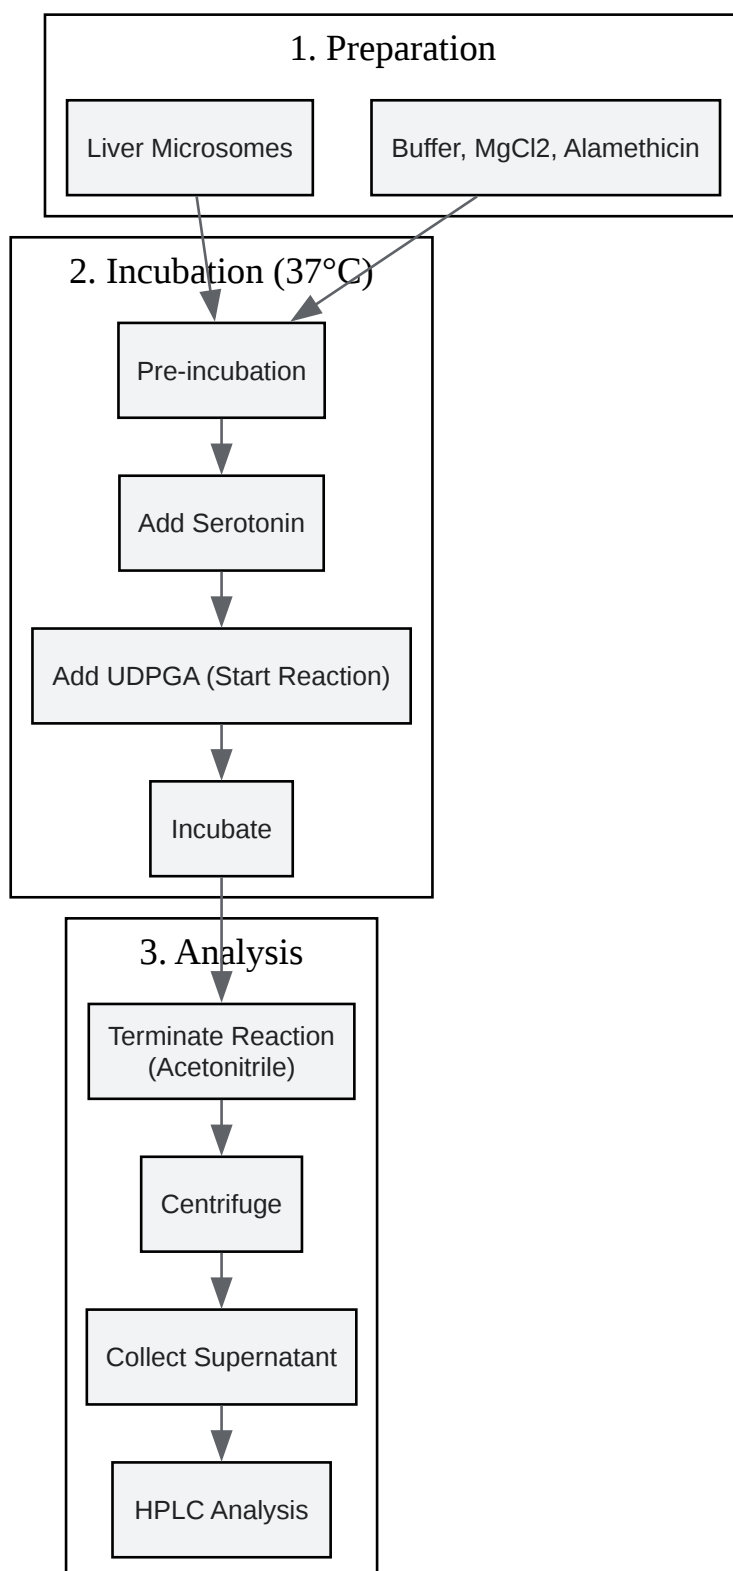 1. Preparation
Liver Microsomes
Buffer, MgCl2, Alamethicin
2. Incubation (37°C)
Pre-incubation
Add Serotonin
Add UDPGA (Start Reaction)
Incubate
3. Analysis
Terminate Reaction
(Acetonitrile)
Centrifuge
Collect Supernatant
HPLC Analysis